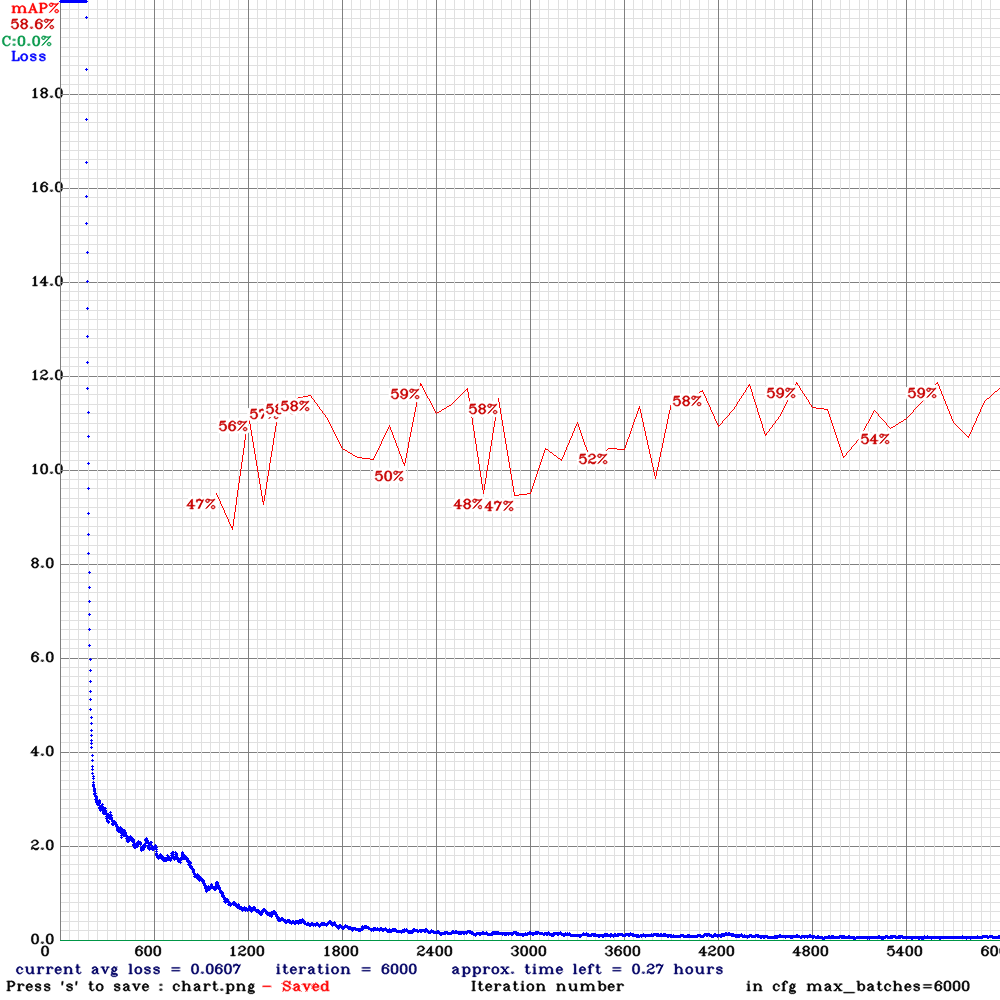 mAP%
58.6%
C:0.0%
Loss
18.0
16.0
14.0
12.0
59% 58% 59% 59%
58% 58%
56%
10.0
54%
52%
50%
47% 48% 47%
8.0
6.0
4.0
2.0
0.0
0 600 1200 1800 2400 3000 3600 4200 4800 5400
current avg loss = 0.0607 iteration = 6000 approx. time left = 0.27 hours
Press 's' to save : chart.png - Saved Iteration number in cfg max_batches=6000